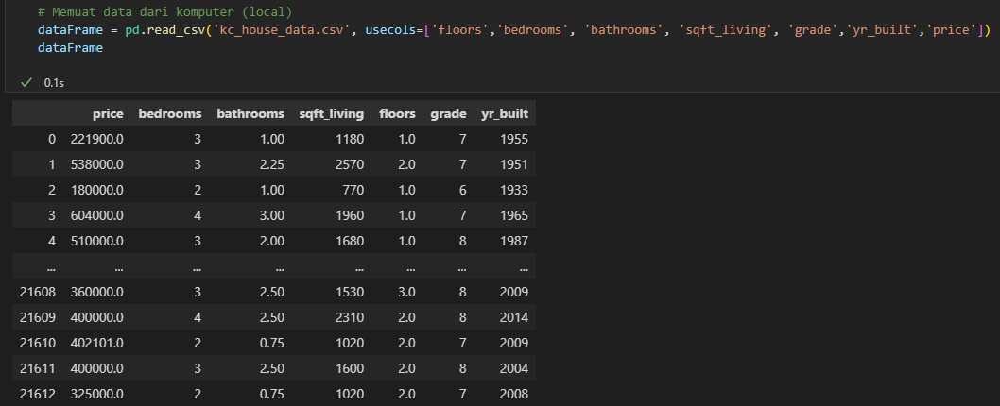 # Memuat data dari komputer (local)
dataFrame = pd.read_csv('kc_house_data.csv', usecols=['floors','bedrooms', 'bathrooms', 'sqft_living', 'grade','yr_built','price'])
dataFrame
0.1s
price bedrooms bathrooms sqft_living floors grade yr_built
0 221900.0 3 1.00 1180 1.0 7 1955
1 538000.0 3 2.25 2570 2.0 7 1951
2 180000.0 2 1.00 770 1.0 6 1933
3 604000.0 4 3.00 1960 1.0 7 1965
4 510000.0 3 2.00 1680 1.0 8 1987
... ... ... ... ... ... ... ...
21608 360000.0 3 2.50 1530 3.0 8 2009
21609 400000.0 4 2.50 2310 2.0 8 2014
21610 402101.0 2 0.75 1020 2.0 7 2009
21611 400000.0 3 2.50 1600 2.0 8 2004
21612 325000.0 2 0.75 1020 2.0 7 2008